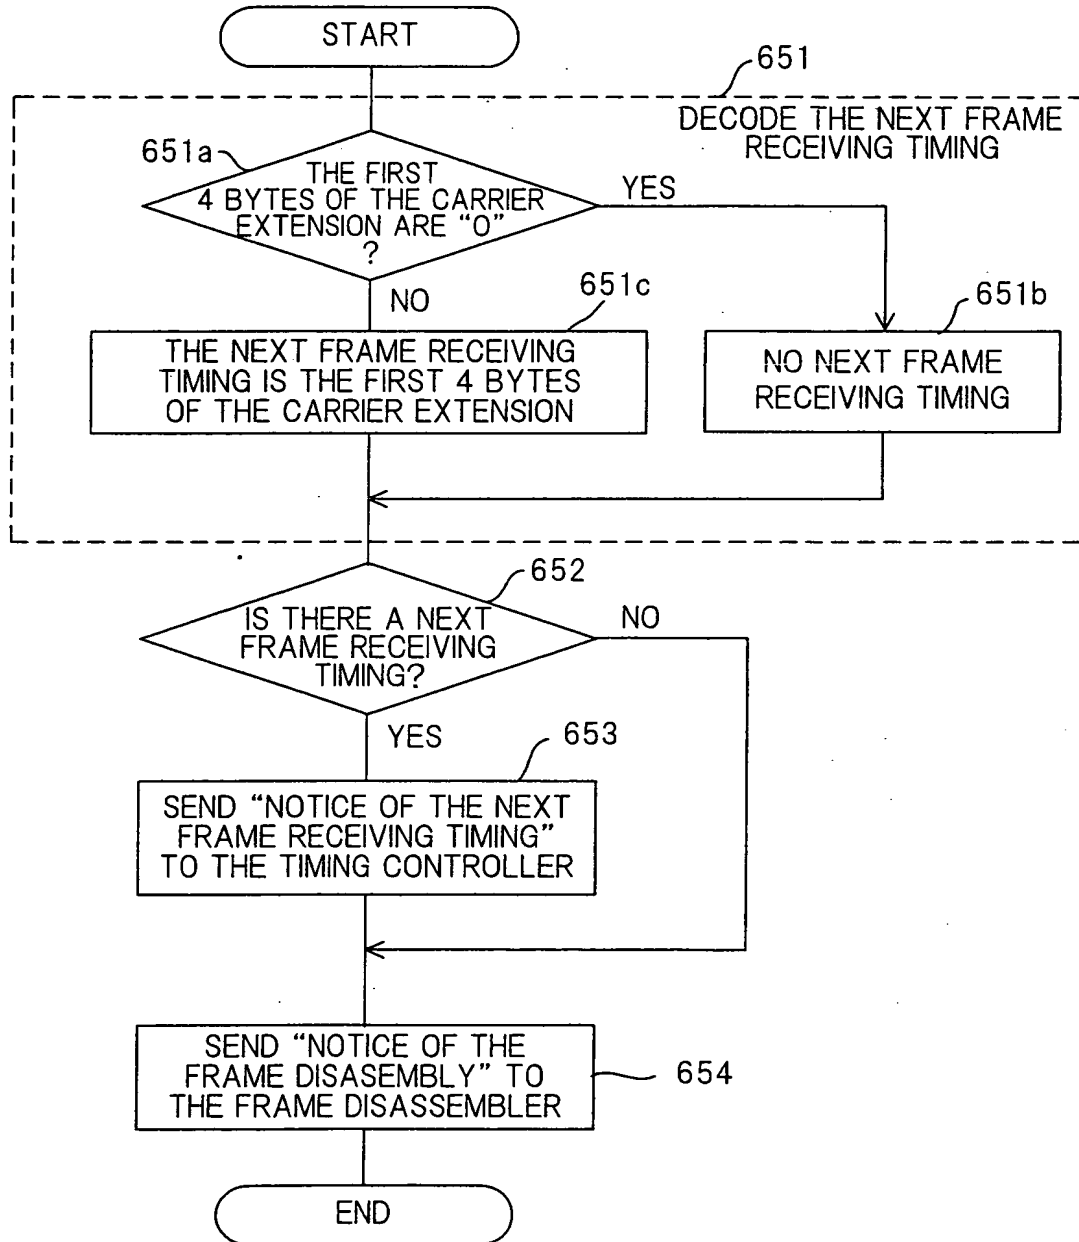 START
651
DECODE THE NEXT FRAME
RECEIVING TIMING
651a
THE FIRST
4 BYTES OF THE CARRIER
EXTENSION ARE "0"
?
YES
NO
651c
651b
THE NEXT FRAME RECEIVING
TIMING IS THE FIRST 4 BYTES
OF THE CARRIER EXTENSION
NO NEXT FRAME
RECEIVING TIMING
652
IS THERE A NEXT
FRAME RECEIVING
TIMING?
NO
YES
653
SEND "NOTICE OF THE NEXT
FRAME RECEIVING TIMING"
TO THE TIMING CONTROLLER
SEND "NOTICE OF THE
FRAME DISASEMBLY" TO
THE FRAME DISASSEMBLER
654
END